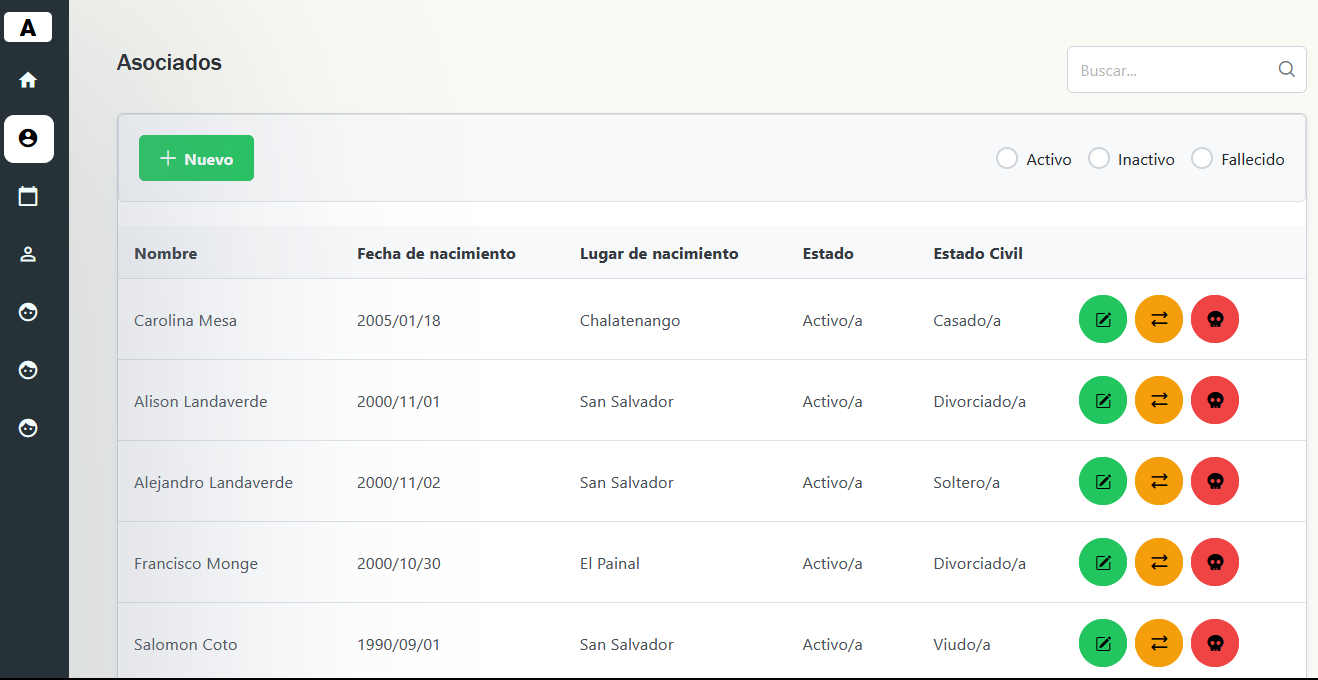 A
Asociados
Buscar...
+ Nuevo
Activo Inactivo Fallecido
Nombre Fecha de nacimiento Lugar de nacimiento Estado Estado Civil
Carolina Mesa 2005/01/18 Chalatenango Activo/a Casado/a
Alison Landaverde 2000/11/01 San Salvador Activo/a Divorciado/a
Alejandro Landaverde 2000/11/02 San Salvador Activo/a Soltero/a
Francisco Monge 2000/10/30 El Painal Activo/a Divorciado/a
Salomon Coto 1990/09/01 San Salvador Activo/a Viudo/a